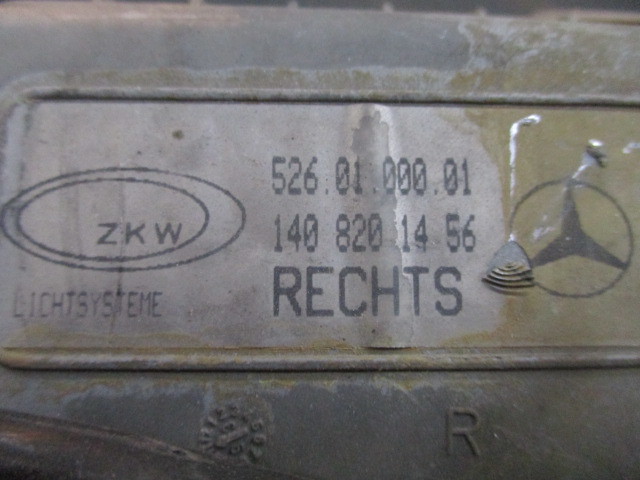 526.01.000.01
ZKW
140 820 14 56
LICHTSYSTEME
RECHTS
R